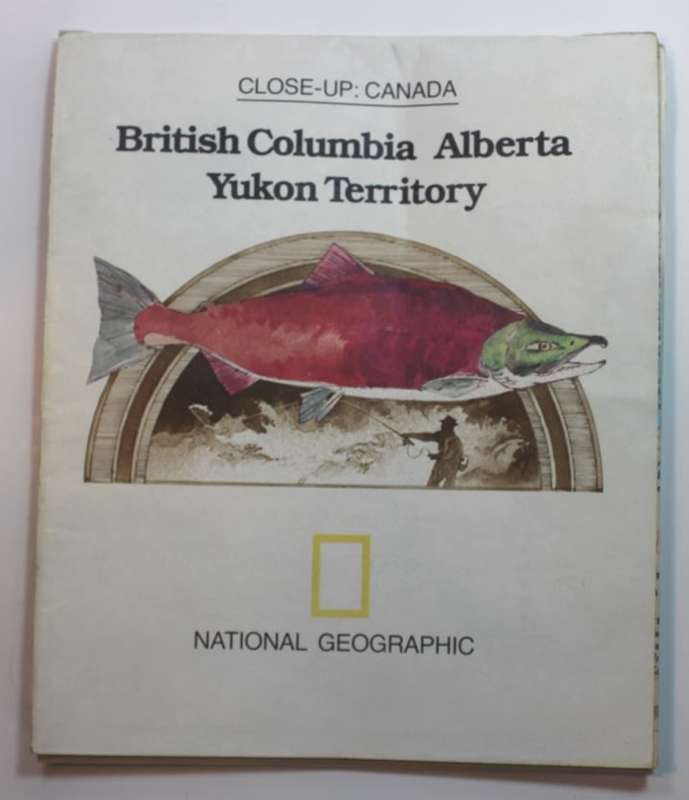 CLOSE-UP: CANADA
British Columbia Alberta
Yukon Territory
NATIONAL GEOGRAPHIC